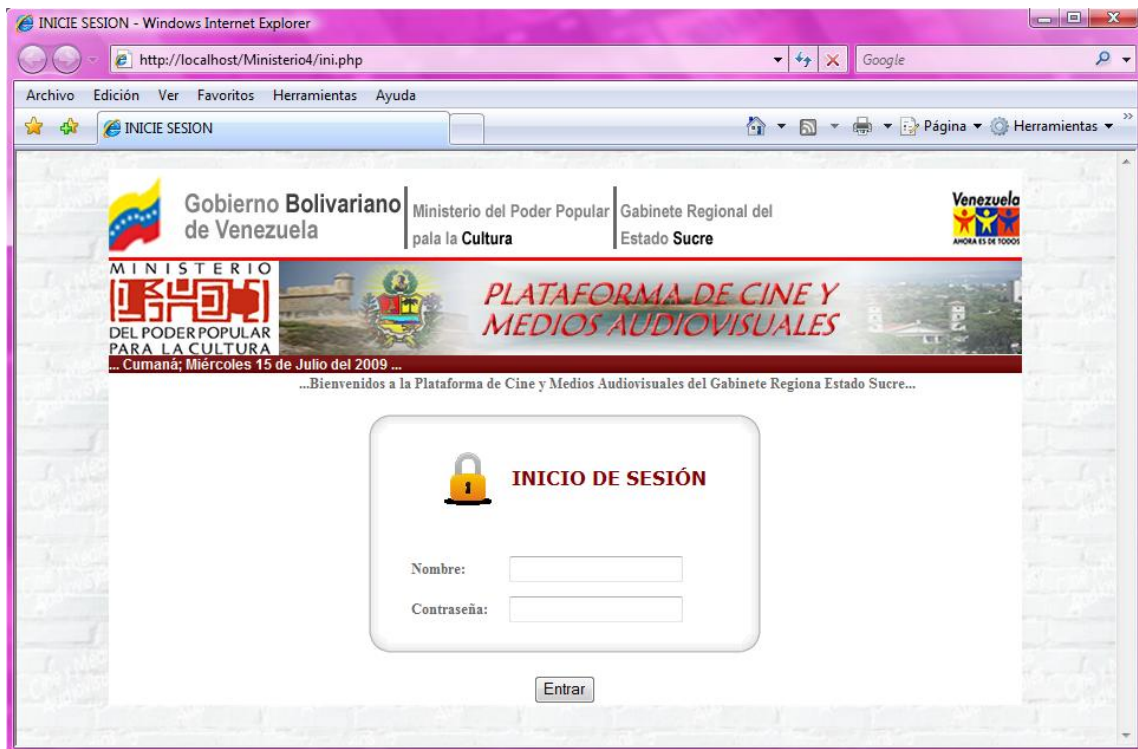 INICIE SESION - Windows Internet Explorer
http://localhost/Ministerio4/ini.php
Google
Archivo Edición Ver Favoritos Herramientas Ayuda
INICIE SESION
Página Herramientas
Gobierno Bolivariano
de Venezuela
Ministerio del Poder Popular
pala la Cultura
Gabinete Regional del
Estado Sucre
Venezuela
AHORA ES DE TODOS
MINISTERIO
DEL PODER POPULAR
PARA LA CULTURA
PLATAFORMA DE CINE Y
MEDIOS AUDIOVISUALES
... Cumaná; Miércoles 15 de Julio del 2009 ...
...Bienvenidos a la Plataforma de Cine y Medios Audiovisuales del Gabinete Regiona Estado Sucre...
INICIO DE SESIÓN
Nombre:
Contraseña:
Entrar